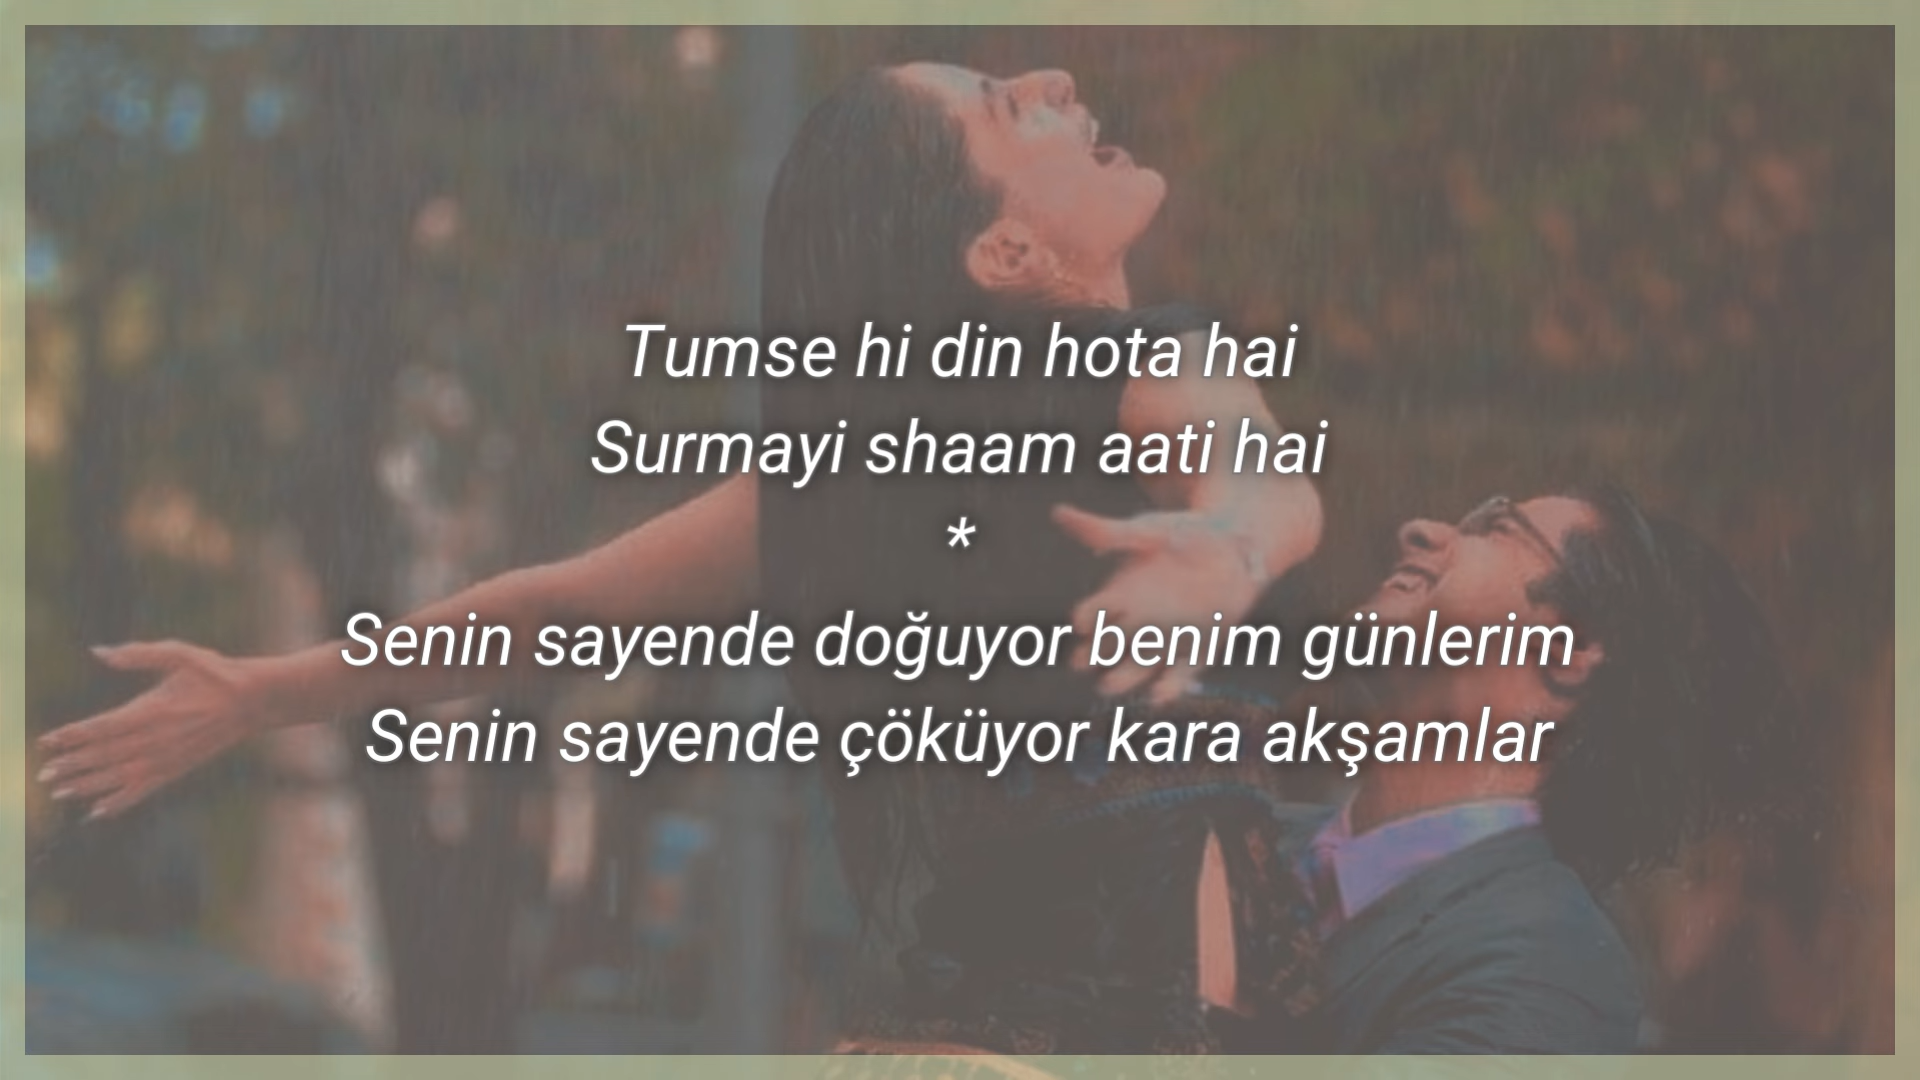 Tumse hi din hota hai
Surmayi shaam aati hai
*
Senin sayende doğuyor benim günlerim
Senin sayende çöküyor kara akşamlar